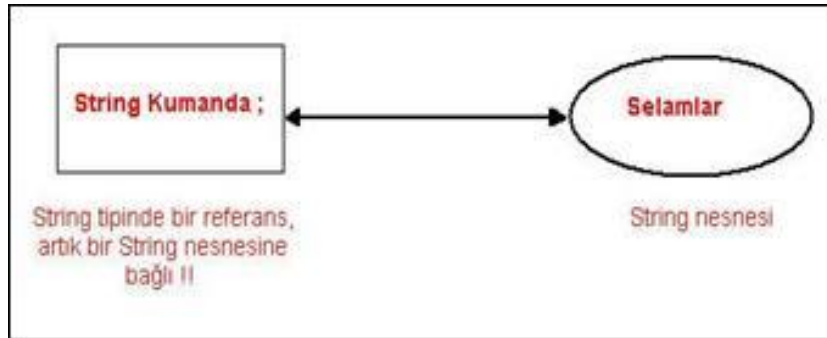 String Kumanda ;
Selamlar
String tipinde bir referans,
artık bir String nesnesine
bağlı !!
String nesnesi